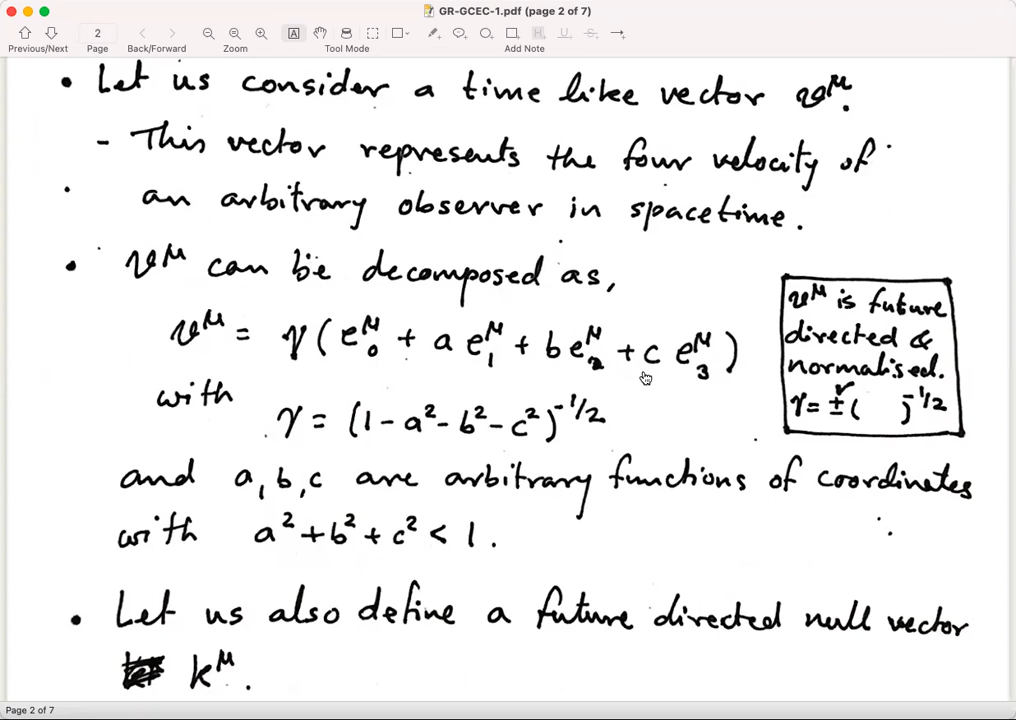 GR-GCEC-1.pdf (page 2 of 7)
2
Previous/Next Page Back/Forward Zoom Tool Mode Add Note
• Let us consider a time like vector v^μ.
- This vector represents the four velocity of
an arbitrary observer in spacetime.
• v^μ can be decomposed as,
v^μ = γ(e^μ_0 + a e^μ_1 + b e^μ_2 + c e^μ_3)
with
γ = (1 - a² - b² - c²)^-1/2
v^μ is future
directed &
normalised.
γ = ± ( )^-1/2
and a, b, c are arbitrary functions of coordinates
with a² + b² + c² < 1.
• Let us also define a future directed null vector
k^μ.
Page 2 of 7